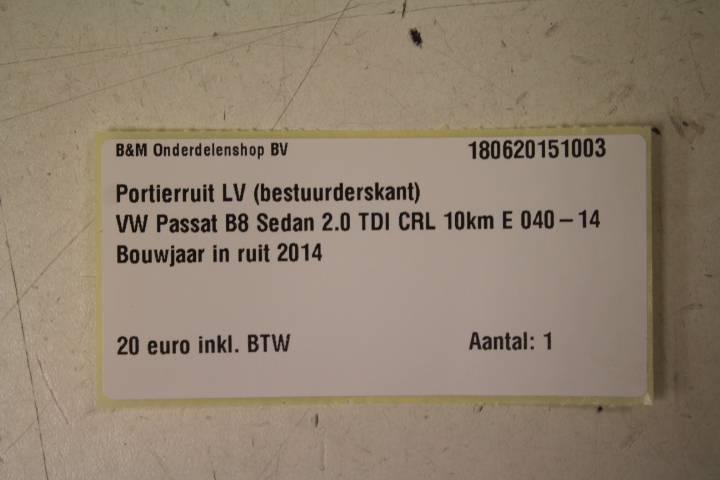 B&M Onderdelenshop BV 180620151003
Portierruit LV (bestuurderskant)
VW Passat B8 Sedan 2.0 TDI CRL 10km E 040-14
Bouwjaar in ruit 2014
20 euro inkl. BTW Aantal: 1